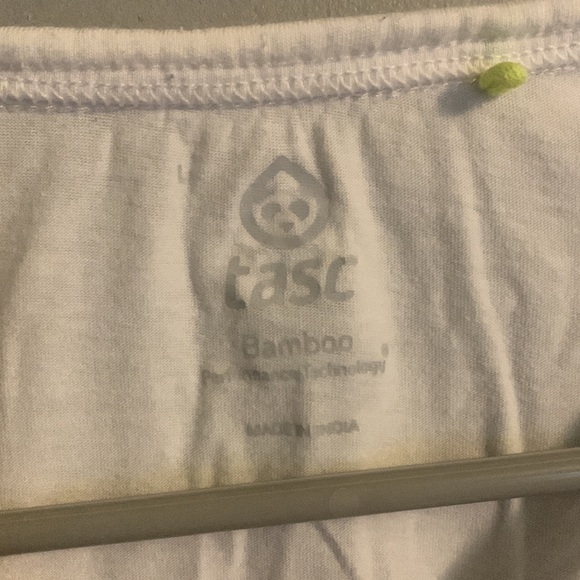 L
tasc
Bamboo
Performance Technology
MADE IN INDIA